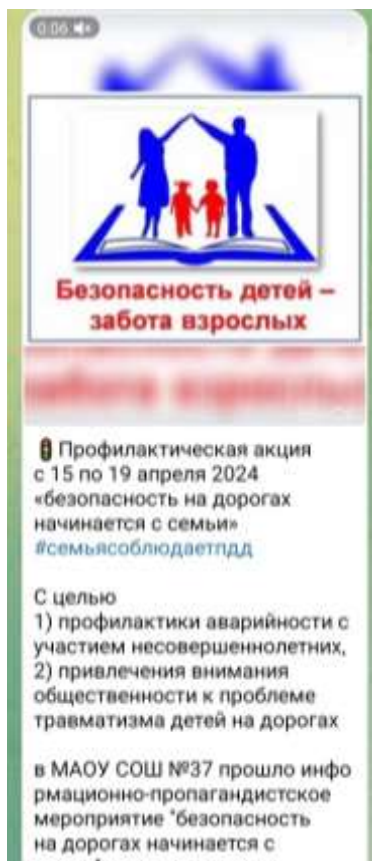 0:06
Безопасность детей –
забота взрослых
забота взрослых
🚦 Профилактическая акция
с 15 по 19 апреля 2024
«безопасность на дорогах
начинается с семьи»
#семьясоблюдаетпдд
С целью
1) профилактики аварийности с
участием несовершеннолетних,
2) привлечения внимания
общественности к проблеме
травматизма детей на дорогах
в МАОУ СОШ №37 прошло инфо
рмационно-пропагандистское
мероприятие "безопасность
на дорогах начинается с